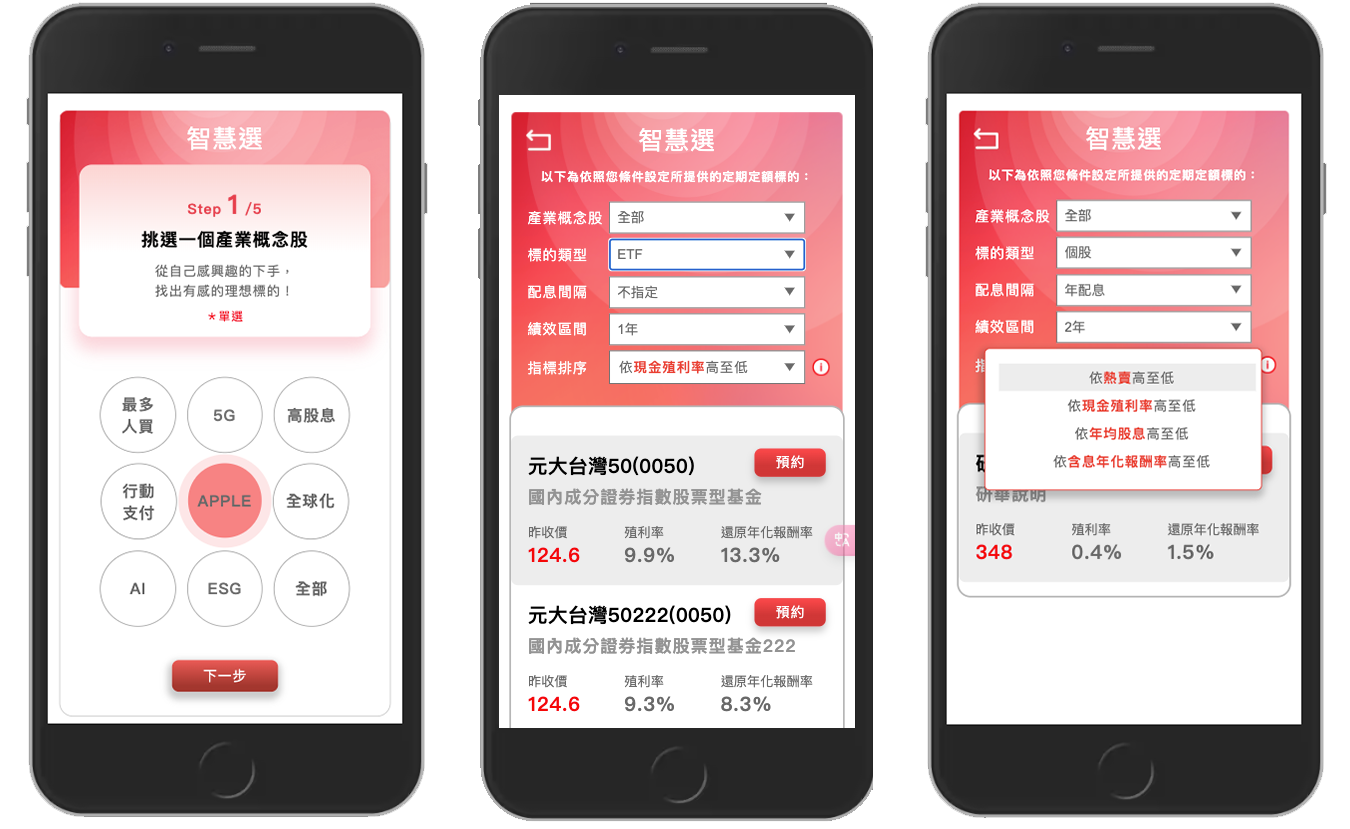 智慧選
Step 1 /5
挑選一個產業概念股
從自己感興趣的下手，
找出有感的理想標的！
＊單選
最多
人買
5G
高股息
行動
支付
APPLE
全球化
AI
ESG
全部
下一步
智慧選
以下為依照您條件設定所提供的定期定額標的：
產業概念股 全部
標的類型 ETF
配息間隔 不指定
績效區間 1年
指標排序 依現金殖利率高至低
元大台灣50(0050) 預約
國內成分證券指數股票型基金
昨收價 殖利率 還原年化報酬率
124.6 9.9% 13.3%
元大台灣50222(0050) 預約
國內成分證券指數股票型基金222
昨收價 殖利率 還原年化報酬率
124.6 9.3% 8.3%
智慧選
以下為依照您條件設定所提供的定期定額標的：
產業概念股 全部
標的類型 個股
配息間隔 年配息
績效區間 2年
依熱賣高至低
依現金殖利率高至低
依年均股息高至低
依含息年化報酬率高至低
研華說明
昨收價 殖利率 還原年化報酬率
348 0.4% 1.5%